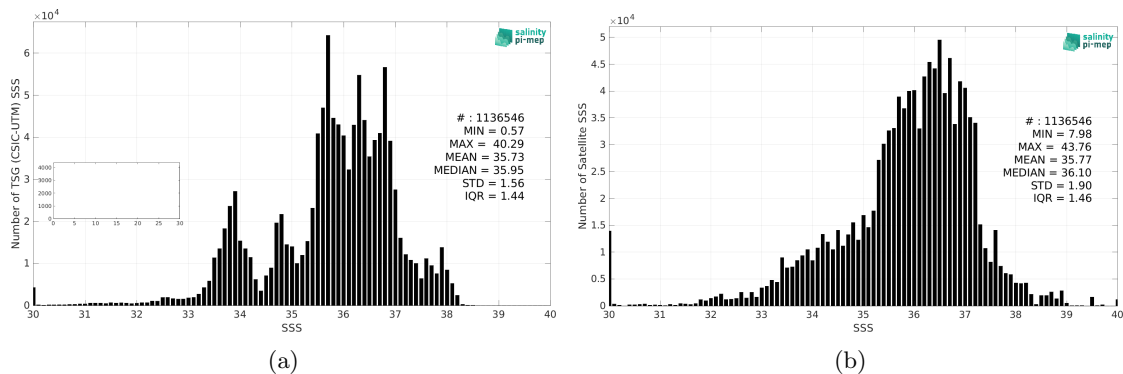 ×10⁴
6
5
4
3
2
1
0
Number of TSG (CSIC-UTM) SSS
30 31 32 33 34 35 36 37 38 39 40
SSS
salinity
pi-mep
# : 1136546
MIN = 0.57
MAX = 40.29
MEAN = 35.73
MEDIAN = 35.95
STD = 1.56
IQR = 1.44
4000
3000
2000
1000
0
0 5 10 15 20 25 30
(a)
×10⁴
5
4.5
4
3.5
3
2.5
2
1.5
1
0.5
0
Number of Satellite SSS
30 31 32 33 34 35 36 37 38 39 40
SSS
salinity
pi-mep
# : 1136546
MIN = 7.98
MAX = 43.76
MEAN = 35.77
MEDIAN = 36.10
STD = 1.90
IQR = 1.46
(b)